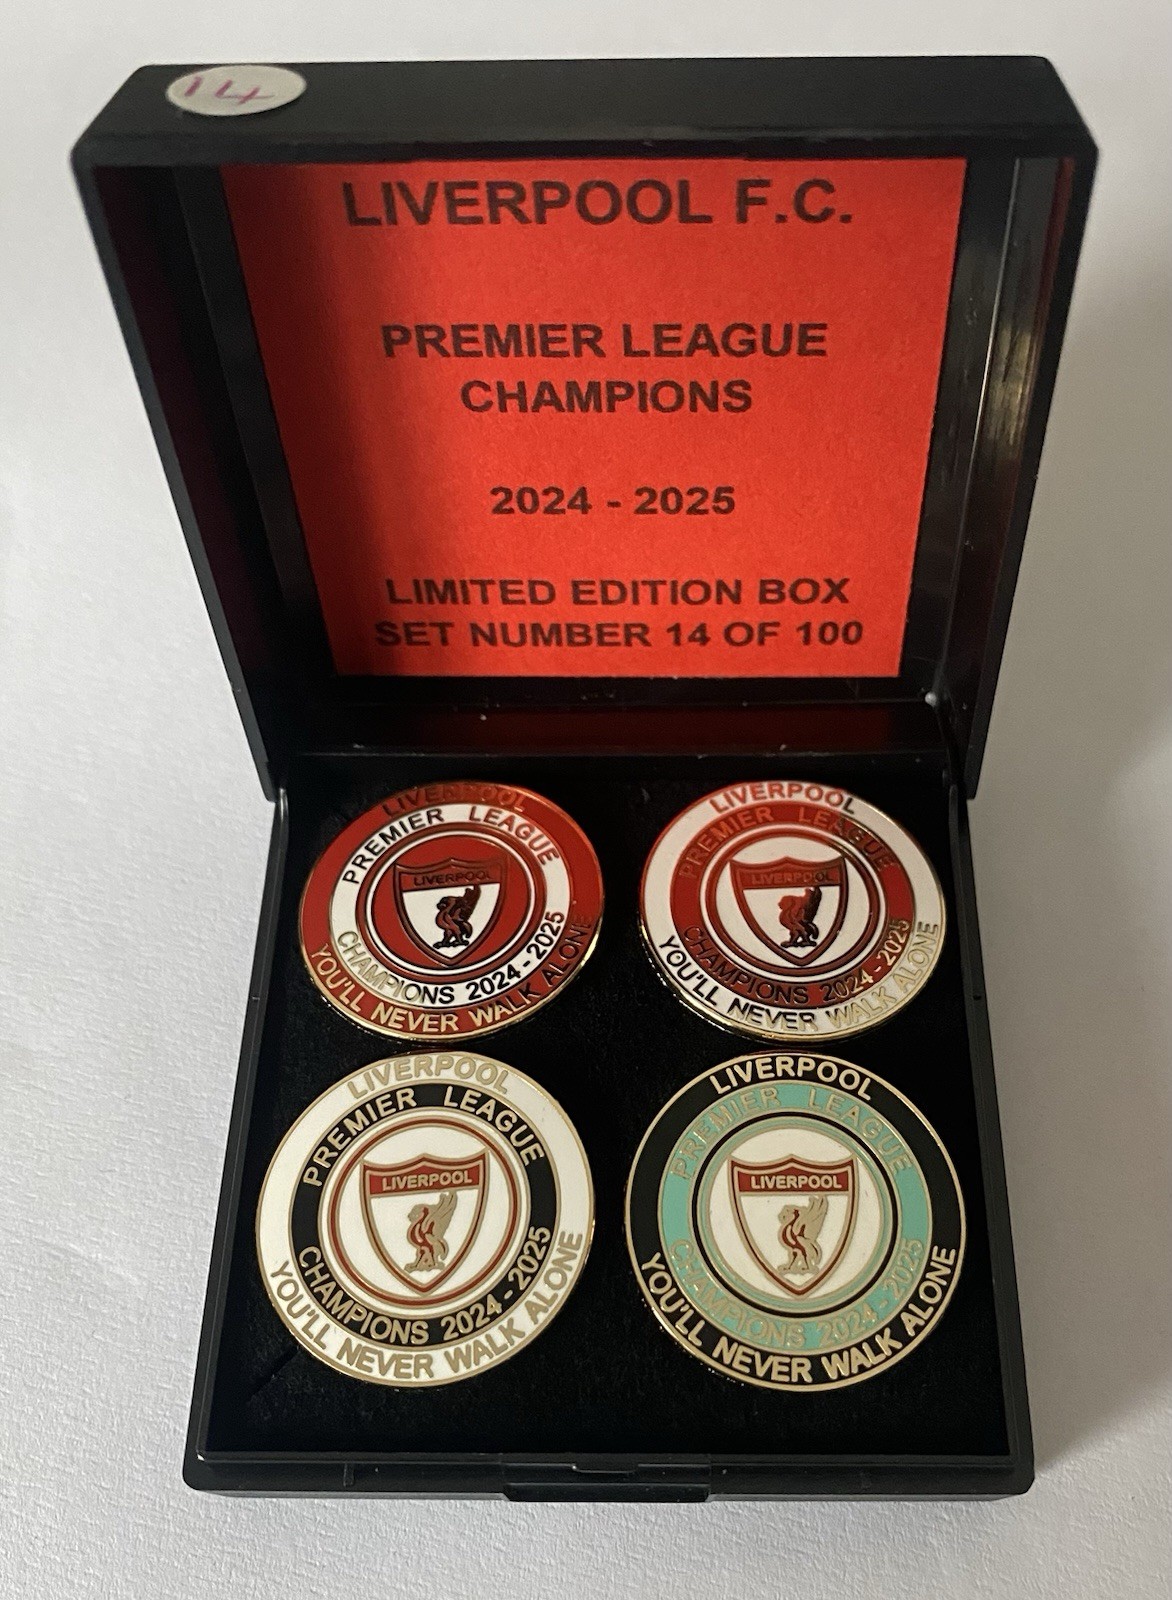 14
LIVERPOOL F.C.
PREMIER LEAGUE
CHAMPIONS
2024 - 2025
LIMITED EDITION BOX
SET NUMBER 14 OF 100
LIVERPOOL
PREMIER LEAGUE
LIVERPOOL
CHAMPIONS 2024 - 2025
YOU'LL NEVER WALK ALONE
LIVERPOOL
PREMIER LEAGUE
LIVERPOOL
CHAMPIONS 2024 - 2025
YOU'LL NEVER WALK ALONE
LIVERPOOL
PREMIER LEAGUE
LIVERPOOL
CHAMPIONS 2024 - 2025
YOU'LL NEVER WALK ALONE
LIVERPOOL
PREMIER LEAGUE
LIVERPOOL
CHAMPIONS 2024 - 2025
YOU'LL NEVER WALK ALONE